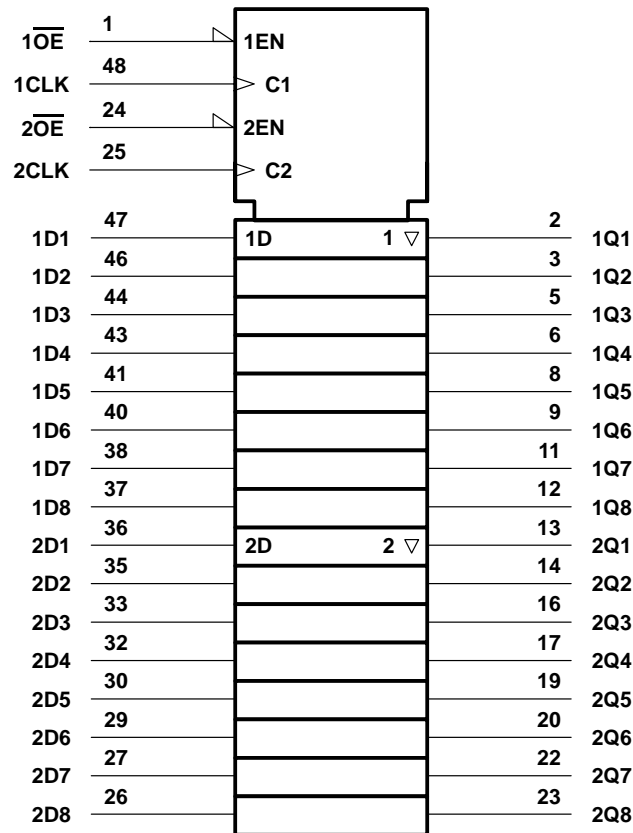 1OE 1 1EN
1CLK 48 C1
2OE 24 2EN
2CLK 25 C2
1D1 47 1D 1 ▽ 2 1Q1
1D2 46 3 1Q2
1D3 44 5 1Q3
1D4 43 6 1Q4
1D5 41 8 1Q5
1D6 40 9 1Q6
1D7 38 11 1Q7
1D8 37 12 1Q8
2D1 36 2D 2 ▽ 13 2Q1
2D2 35 14 2Q2
2D3 33 16 2Q3
2D4 32 17 2Q4
2D5 30 19 2Q5
2D6 29 20 2Q6
2D7 27 22 2Q7
2D8 26 23 2Q8